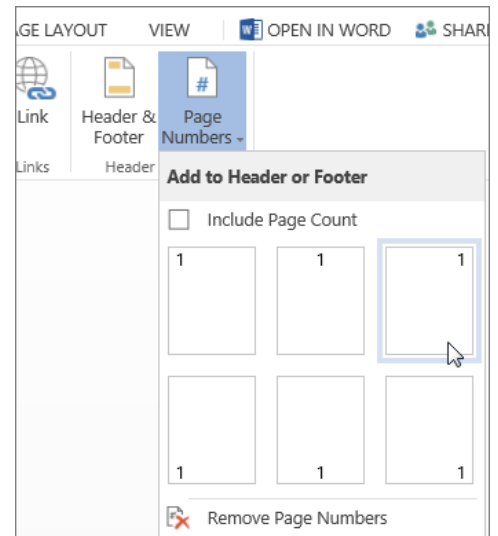 GE LAYOUT VIEW OPEN IN WORD SHAR
Link Header & Footer Page Numbers
Links Header
Add to Header or Footer
Include Page Count
1 1 1
1 1 1
Remove Page Numbers